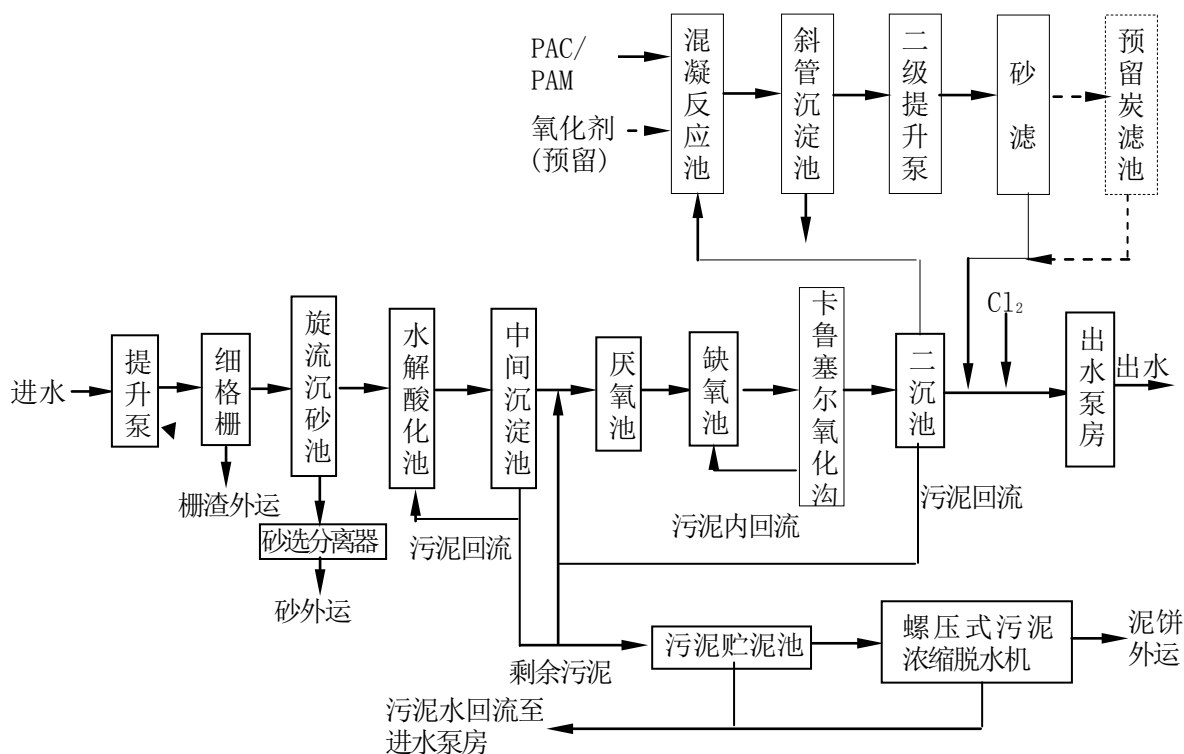 PAC/
PAM
氧化剂
(预留)
混凝反应池
斜管沉淀池
二级提升泵
砂滤
预留炭滤池
进水
提升泵
细格栅
旋流沉砂池
水解酸化池
中间沉淀池
厌氧池
缺氧池
卡鲁塞尔氧化沟
二沉池
Cl₂
出水泵房
出水
栅渣外运
砂选分离器
砂外运
污泥回流
污泥内回流
污泥回流
剩余污泥
污泥贮泥池
螺压式污泥
浓缩脱水机
泥饼
外运
污泥水回流至
进水泵房